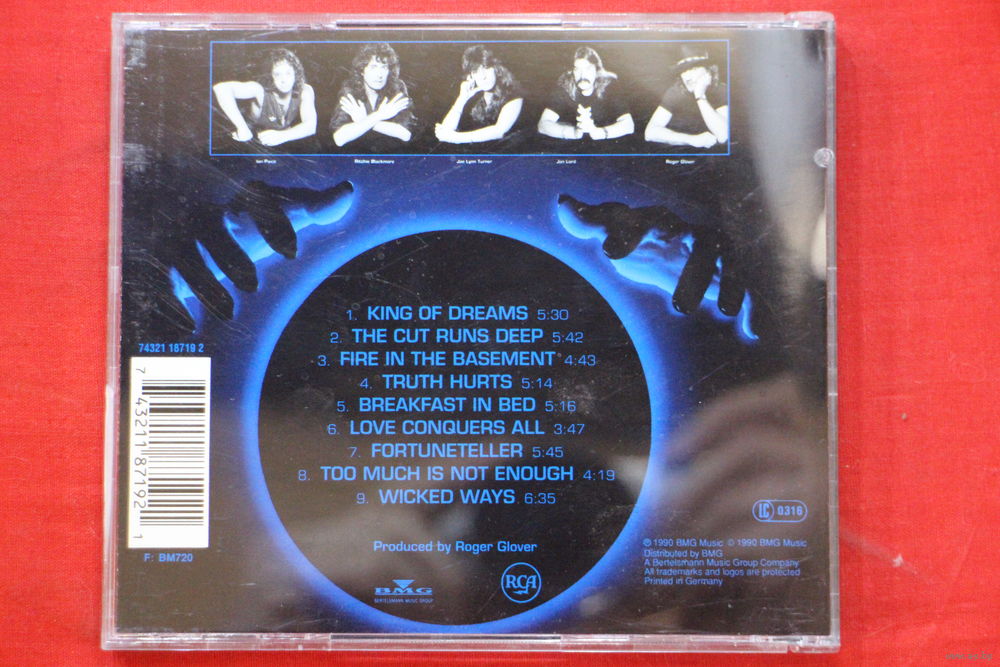 Ian Paice Ritchie Blackmore Joe Lynn Turner Jon Lord Roger Glover
1. KING OF DREAMS 5:30
2. THE CUT RUNS DEEP 5:42
3. FIRE IN THE BASEMENT 4:43
4. TRUTH HURTS 5:14
5. BREAKFAST IN BED 5:16
6. LOVE CONQUERS ALL 3:47
7. FORTUNETELLER 5:45
8. TOO MUCH IS NOT ENOUGH 4:19
9. WICKED WAYS 6:35
74321 18719 2
7 43211 87192 1
F: BM720
Produced by Roger Glover
BMG
BERTELSMANN MUSIC GROUP
RCA
LC 0316
℗ 1990 BMG Music © 1990 BMG Music
Distributed by BMG
A Bertelsmann Music Group Company
All trademarks and logos are protected
Printed in Germany